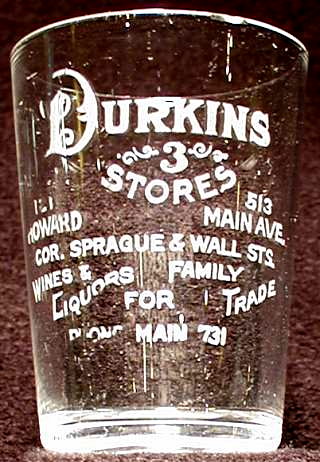 DURKINS
3
STORES
HOWARD 513 MAIN AVE.
COR. SPRAGUE & WALL STS.
WINES & LIQUORS FOR FAMILY TRADE
MAIN 731